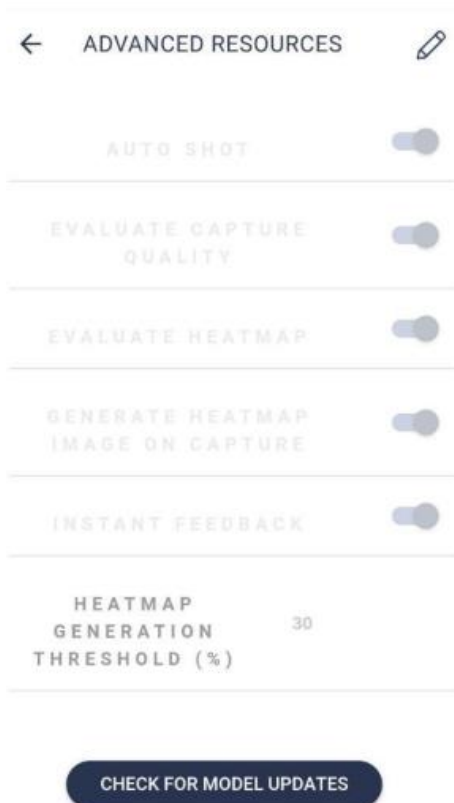 ADVANCED RESOURCES
AUTO SHOT
EVALUATE CAPTURE
QUALITY
EVALUATE HEATMAP
GENERATE HEATMAP
IMAGE ON CAPTURE
INSTANT FEEDBACK
HEATMAP
GENERATION
THRESHOLD (%)
30
CHECK FOR MODEL UPDATES